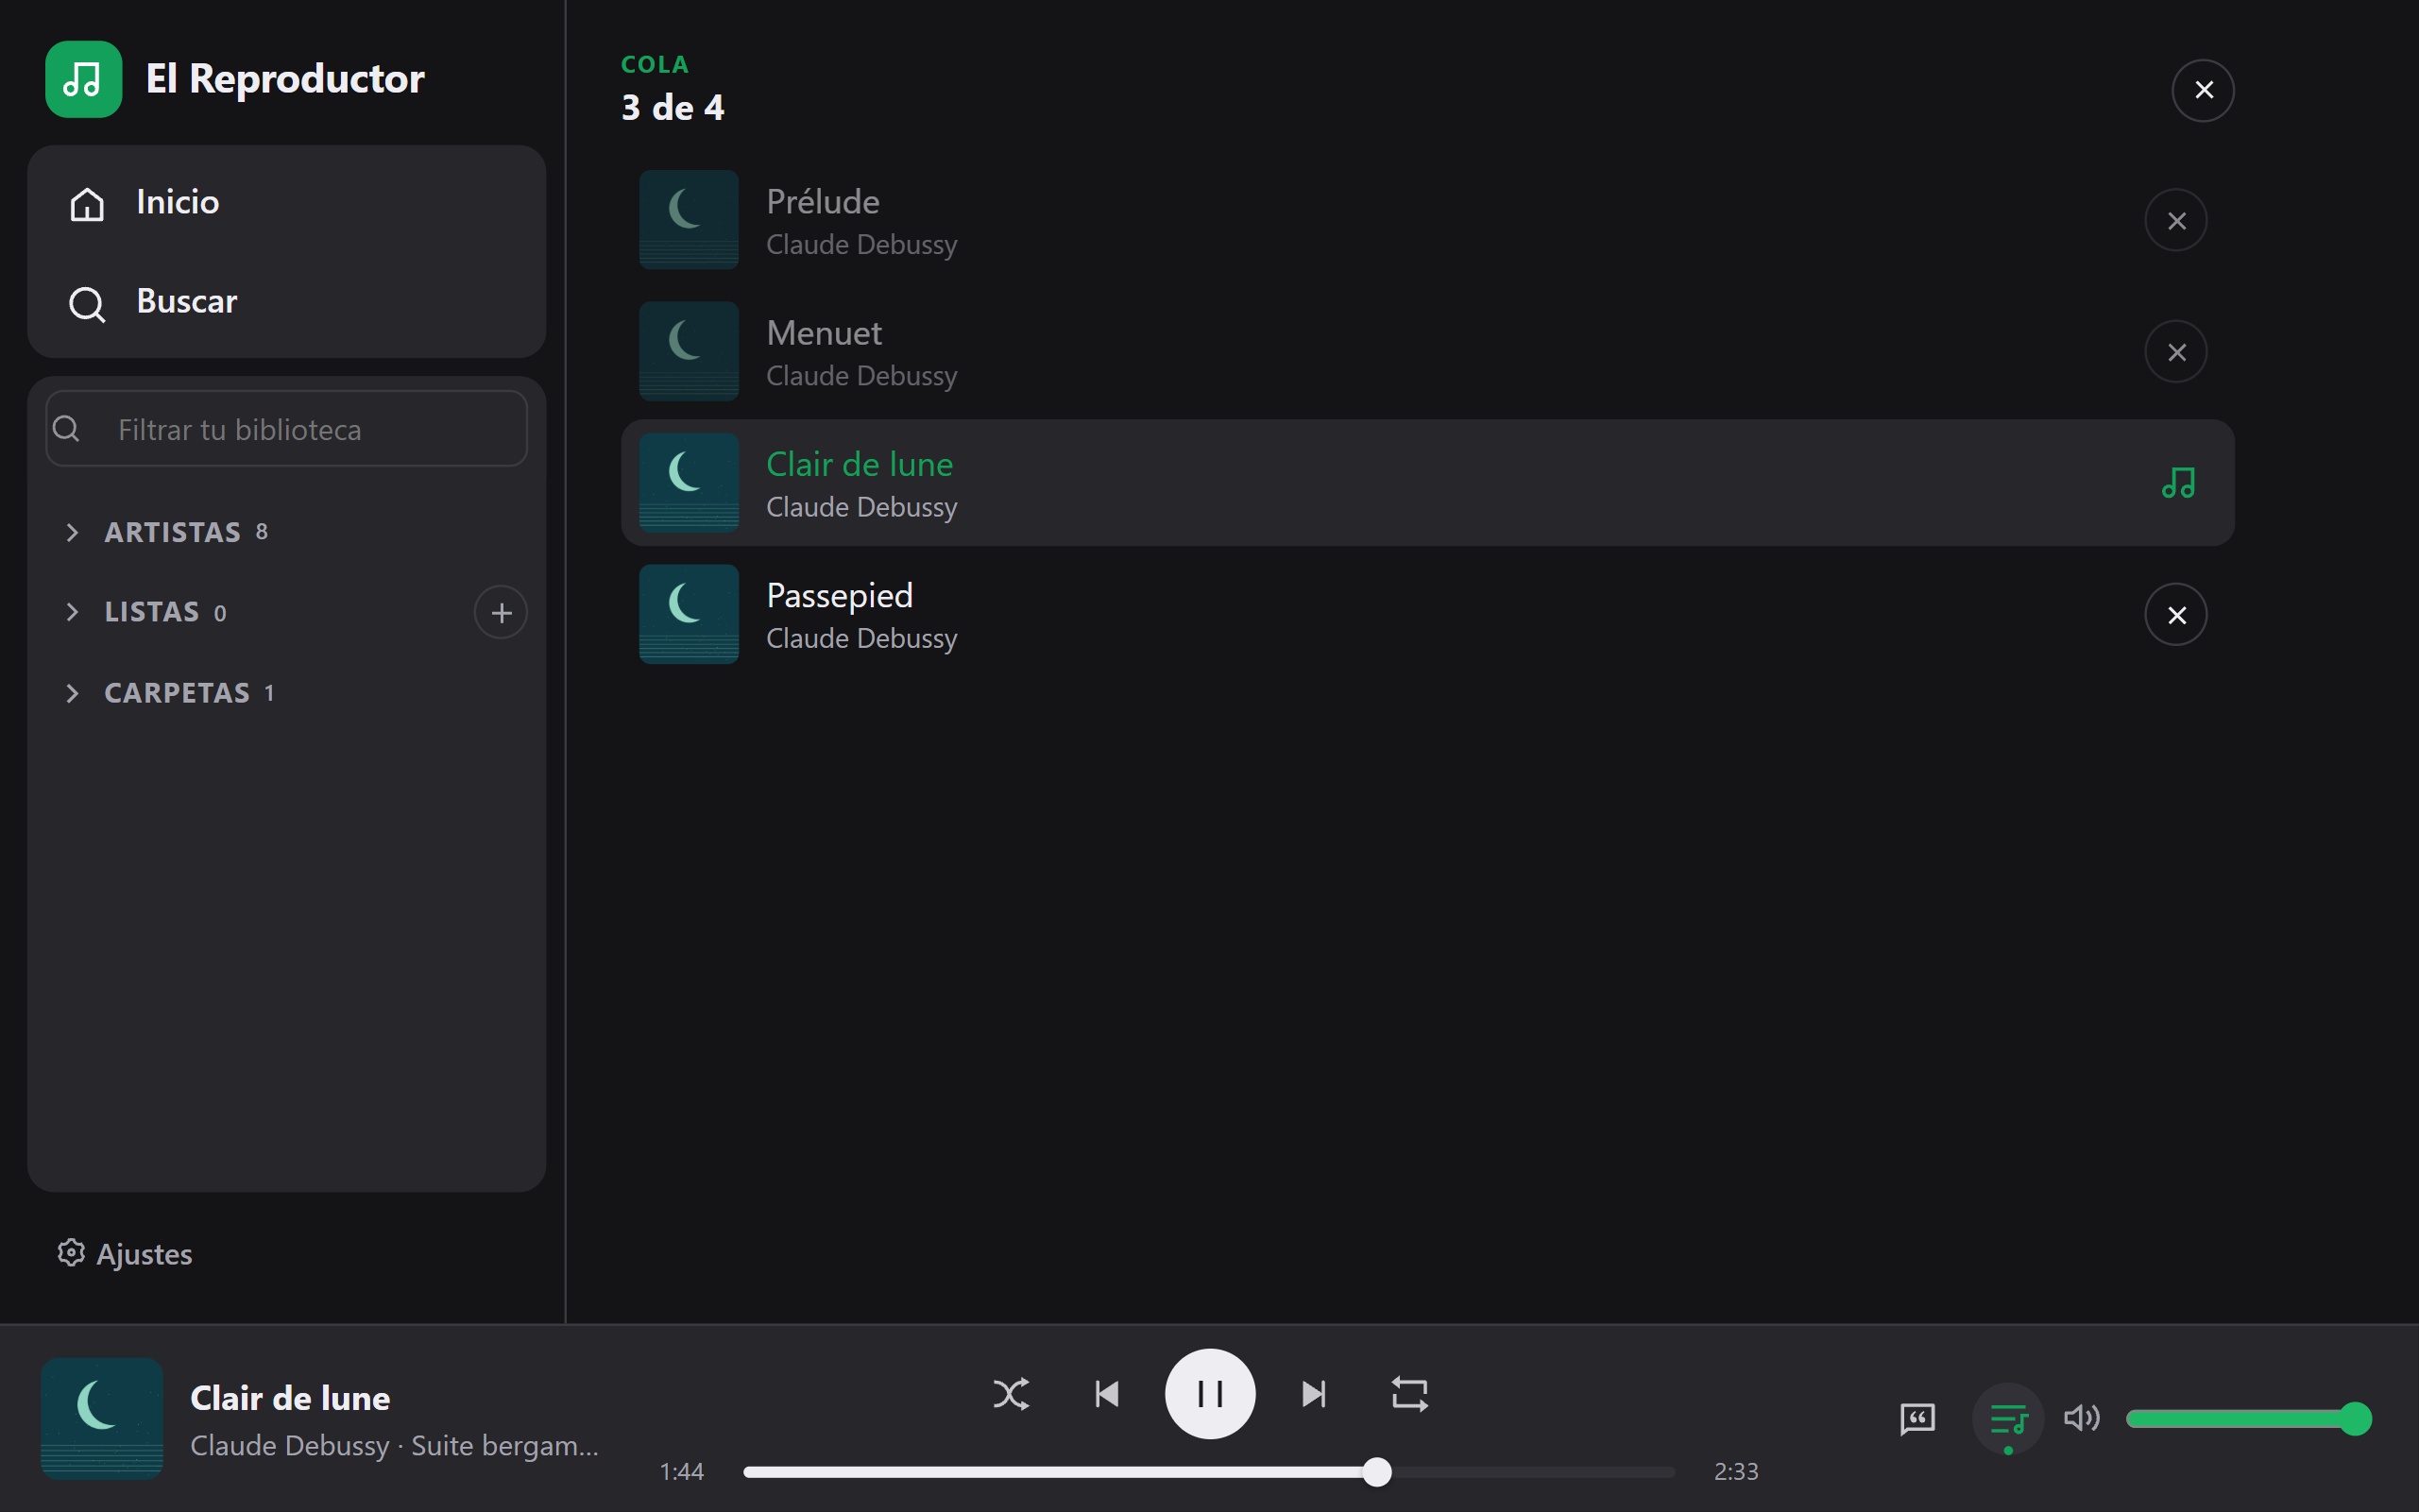 El Reproductor
Inicio
Buscar
Filtrar tu biblioteca
ARTISTAS 8
LISTAS 0
CARPETAS 1
Ajustes
COLA
3 de 4
Prélude
Claude Debussy
Menuet
Claude Debussy
Clair de lune
Claude Debussy
Passepied
Claude Debussy
Clair de lune
Claude Debussy · Suite bergam...
1:44
2:33